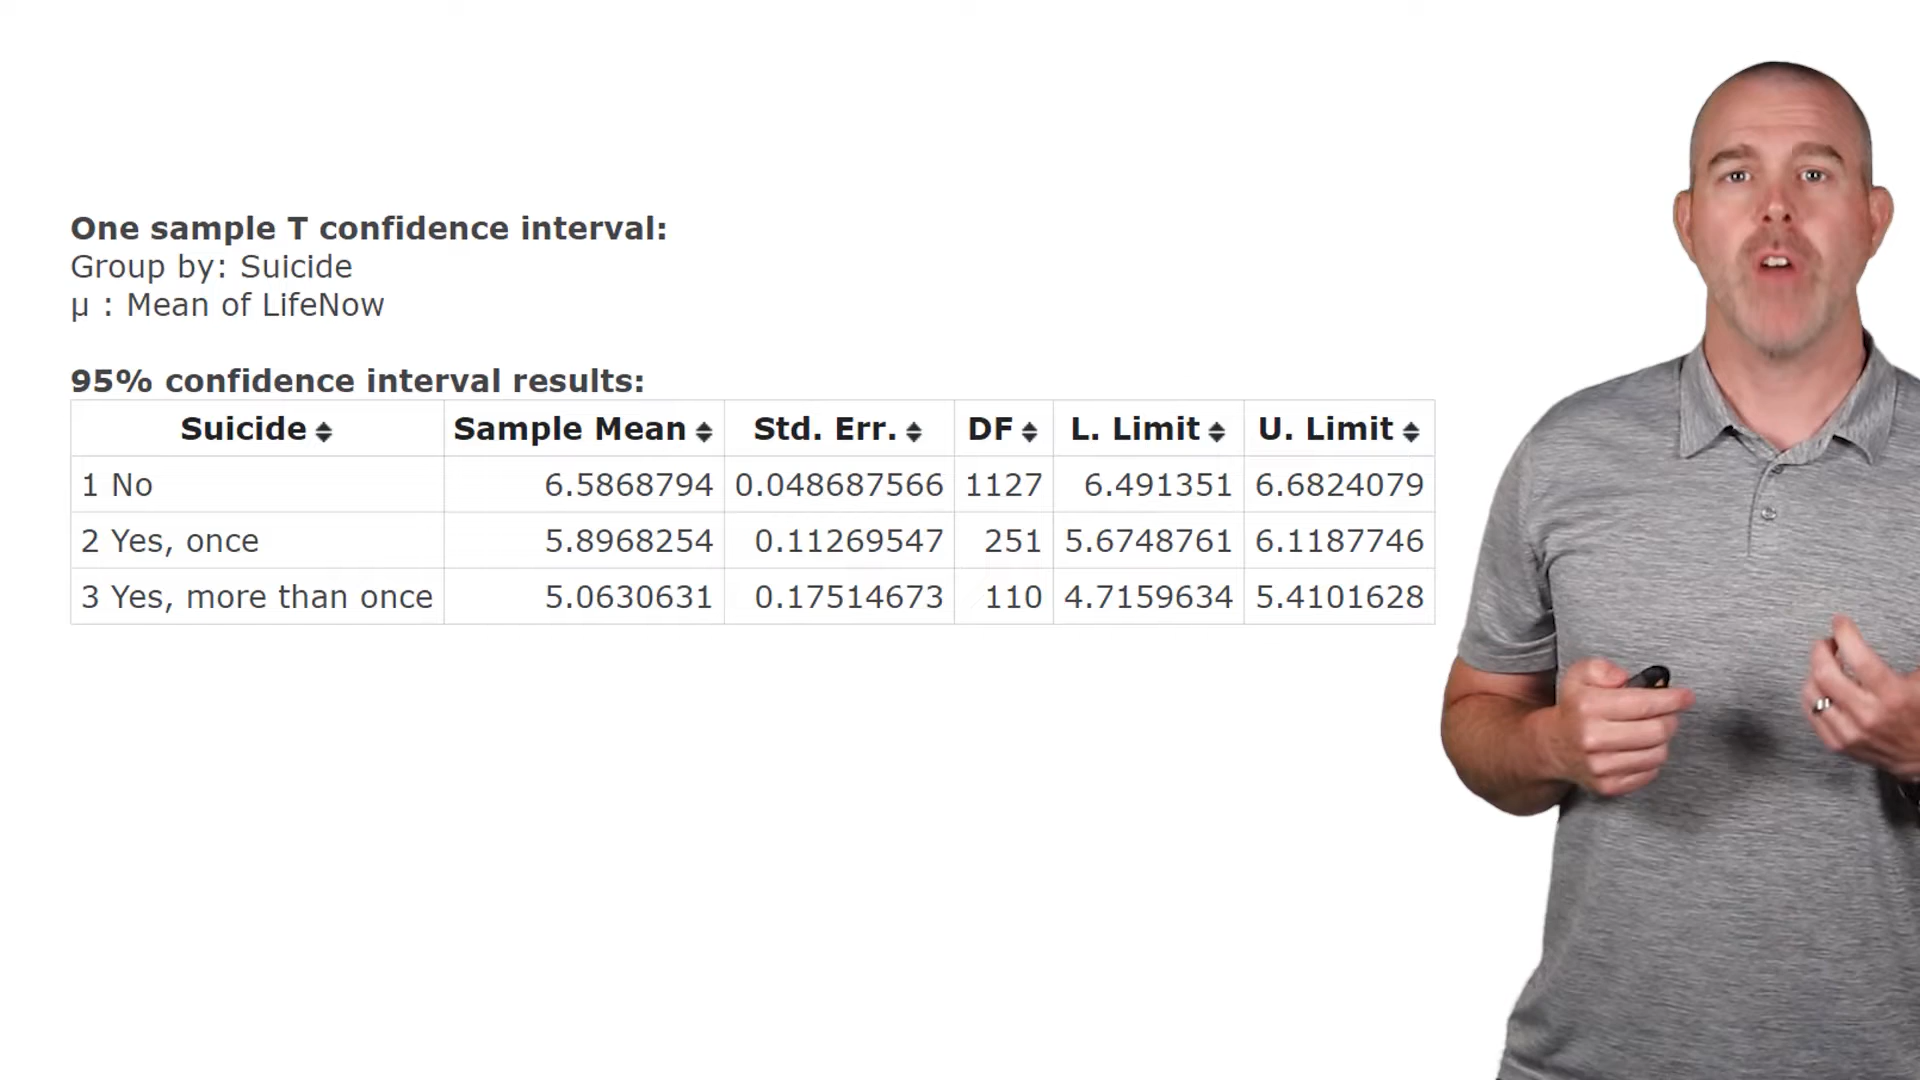 One sample T confidence interval:
Group by: Suicide
μ : Mean of LifeNow
95% confidence interval results:
Suicide Sample Mean Std. Err. DF L. Limit U. Limit
1 No 6.5868794 0.048687566 1127 6.491351 6.6824079
2 Yes, once 5.8968254 0.11269547 251 5.6748761 6.1187746
3 Yes, more than once 5.0630631 0.17514673 110 4.7159634 5.4101628